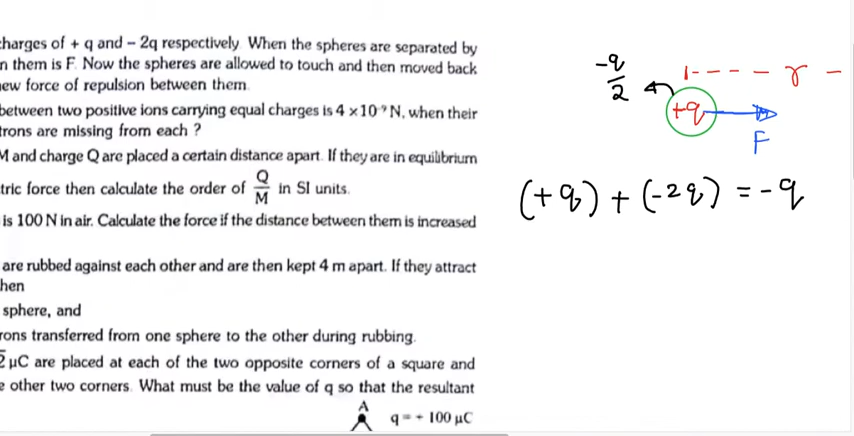 charges of + q and – 2q respectively. When the spheres are separated by
n them is F. Now the spheres are allowed to touch and then moved back
new force of repulsion between them.
between two positive ions carrying equal charges is 4 × 10⁻⁹ N, when their
trons are missing from each ?
M and charge Q are placed a certain distance apart. If they are in equilibrium
tric force then calculate the order of Q/M in SI units.
is 100 N in air. Calculate the force if the distance between them is increased
are rubbed against each other and are then kept 4 m apart. If they attract
hen
sphere, and
rons transferred from one sphere to the other during rubbing.
2 μC are placed at each of the two opposite corners of a square and
e other two corners. What must be the value of q so that the resultant
A
q = + 100 μC
-q/2
r
+q
F
(+q) + (-2q) = -q